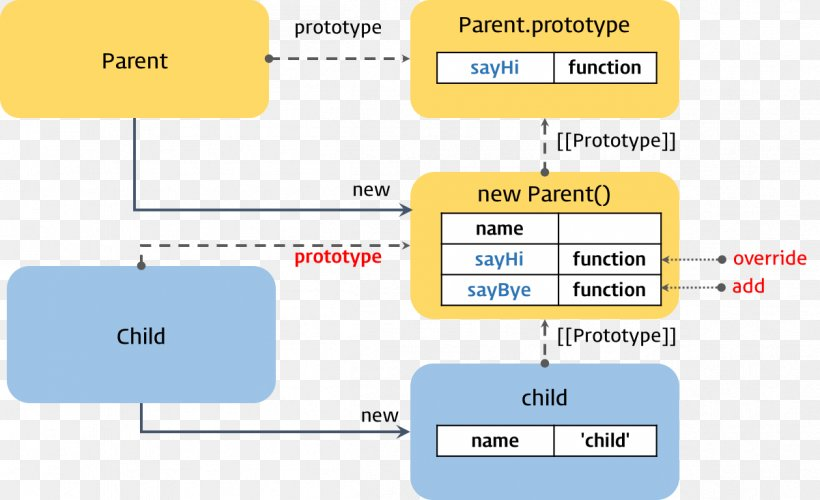 prototype
Parent.prototype
Parent
sayHi function
[[Prototype]]
new
new Parent()
name
prototype
sayHi function
override
sayBye function
add
Child
[[Prototype]]
child
new
name 'child'